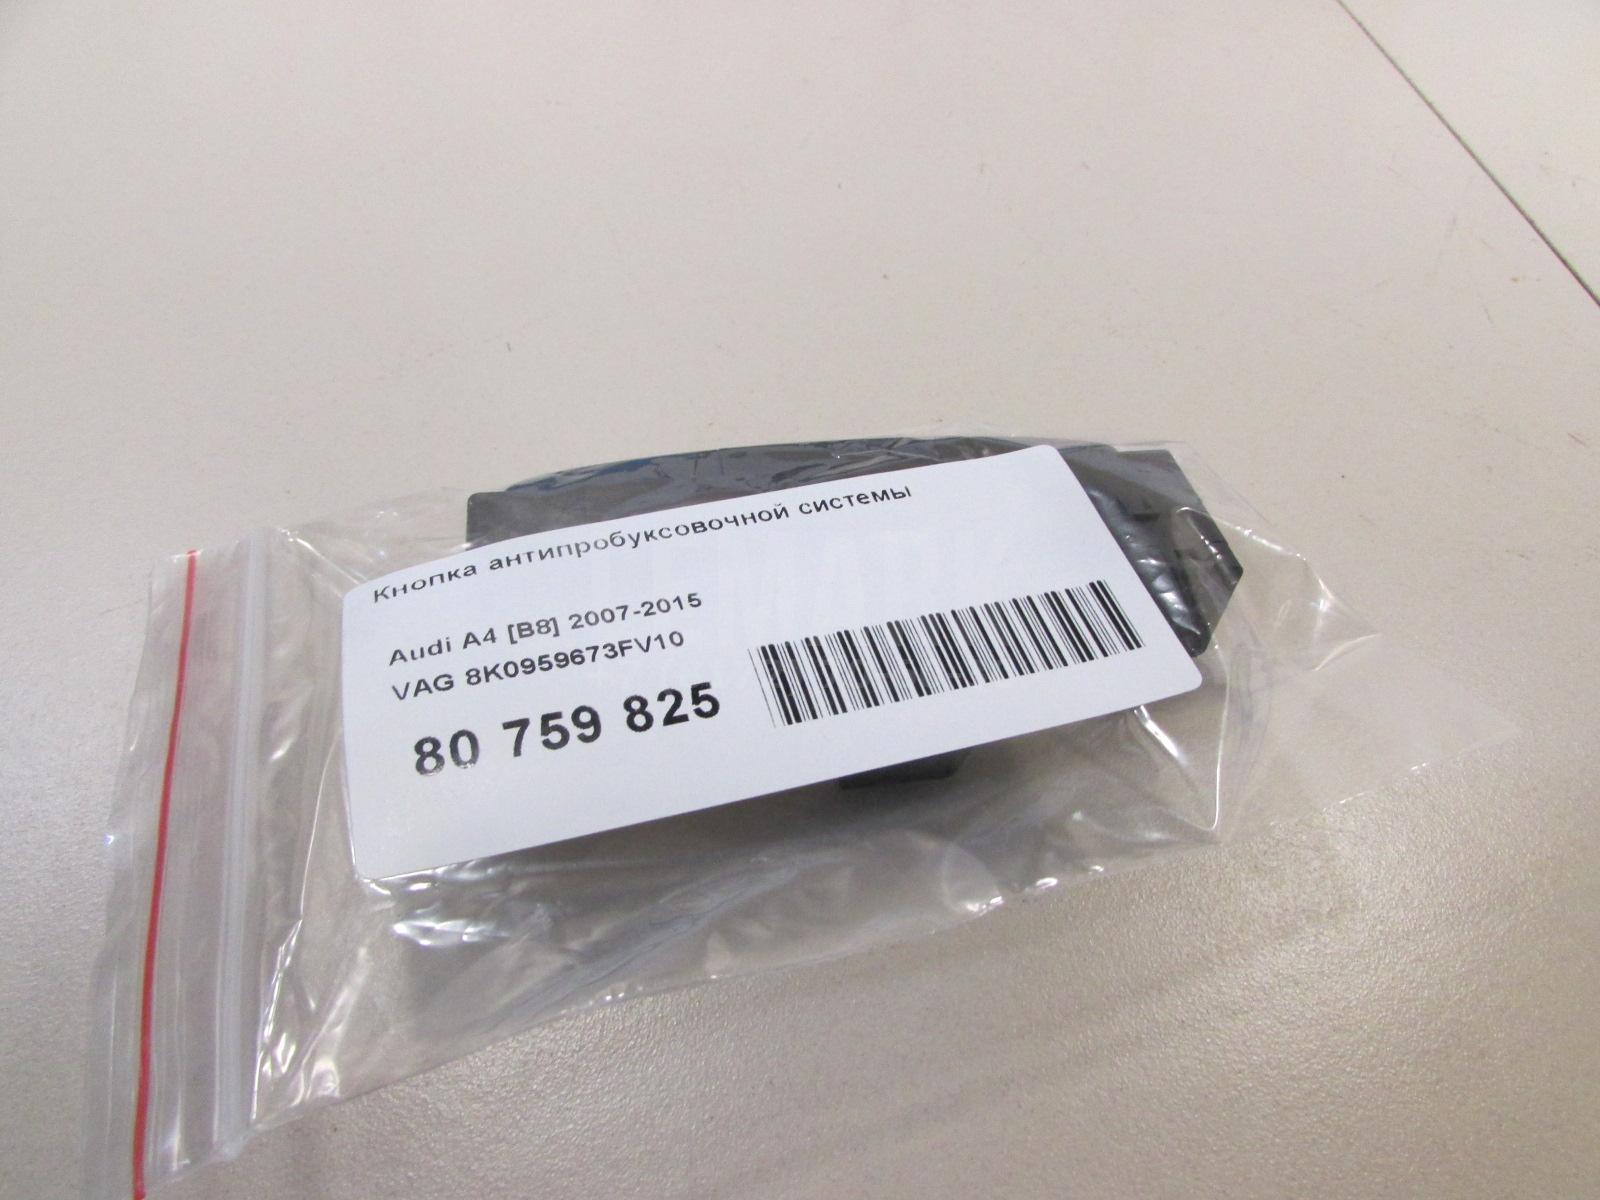 Кнопка антипробуксовочной системы
Audi A4 [B8] 2007-2015
VAG 8K0959673FV10
80 759 825